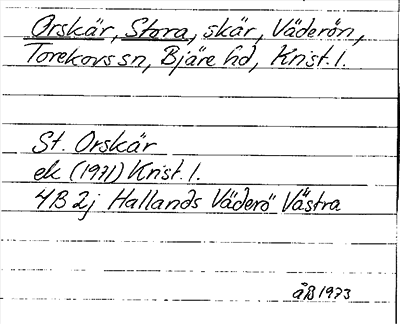 Orskär, Stora, skär, Väderön,
Torekovs sn, Bjäre hd, Krist. l.
St. Orskär
ek (1971) Krist. l.
4B 2j Hallands Väderö Västra
åB 1973